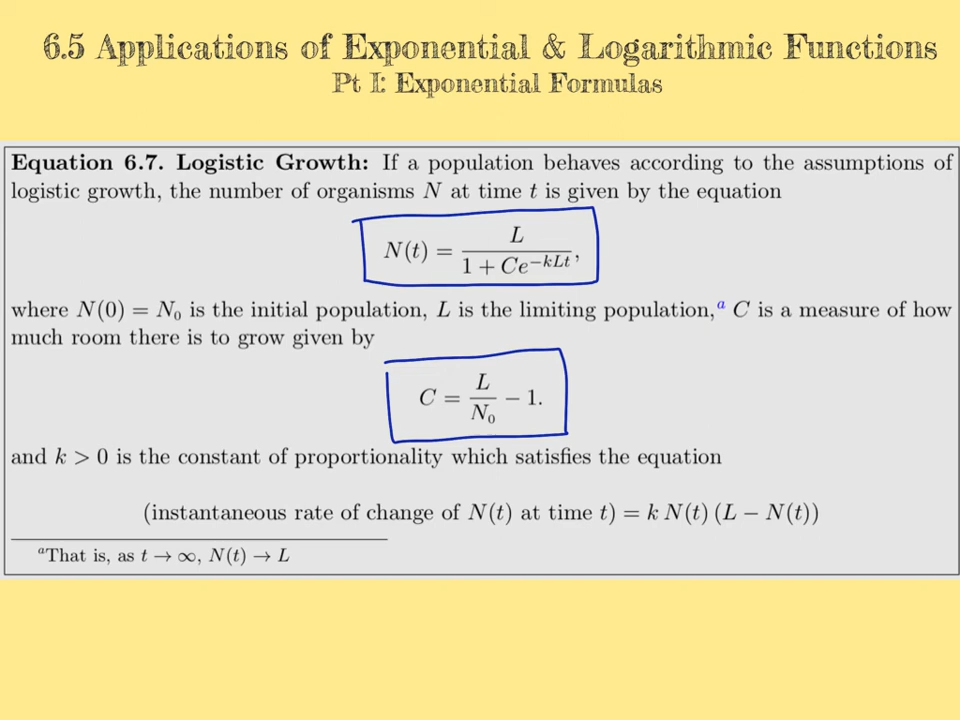 6.5 Applications of Exponential & Logarithmic Functions
Pt I: Exponential Formulas
Equation 6.7. Logistic Growth: If a population behaves according to the assumptions of
logistic growth, the number of organisms N at time t is given by the equation
N(t) = L / (1 + Ce^{-kLt}),
where N(0) = N₀ is the initial population, L is the limiting population,ᵃ C is a measure of how
much room there is to grow given by
C = L / N₀ − 1.
and k > 0 is the constant of proportionality which satisfies the equation
(instantaneous rate of change of N(t) at time t) = k N(t) (L − N(t))
ᵃThat is, as t → ∞, N(t) → L